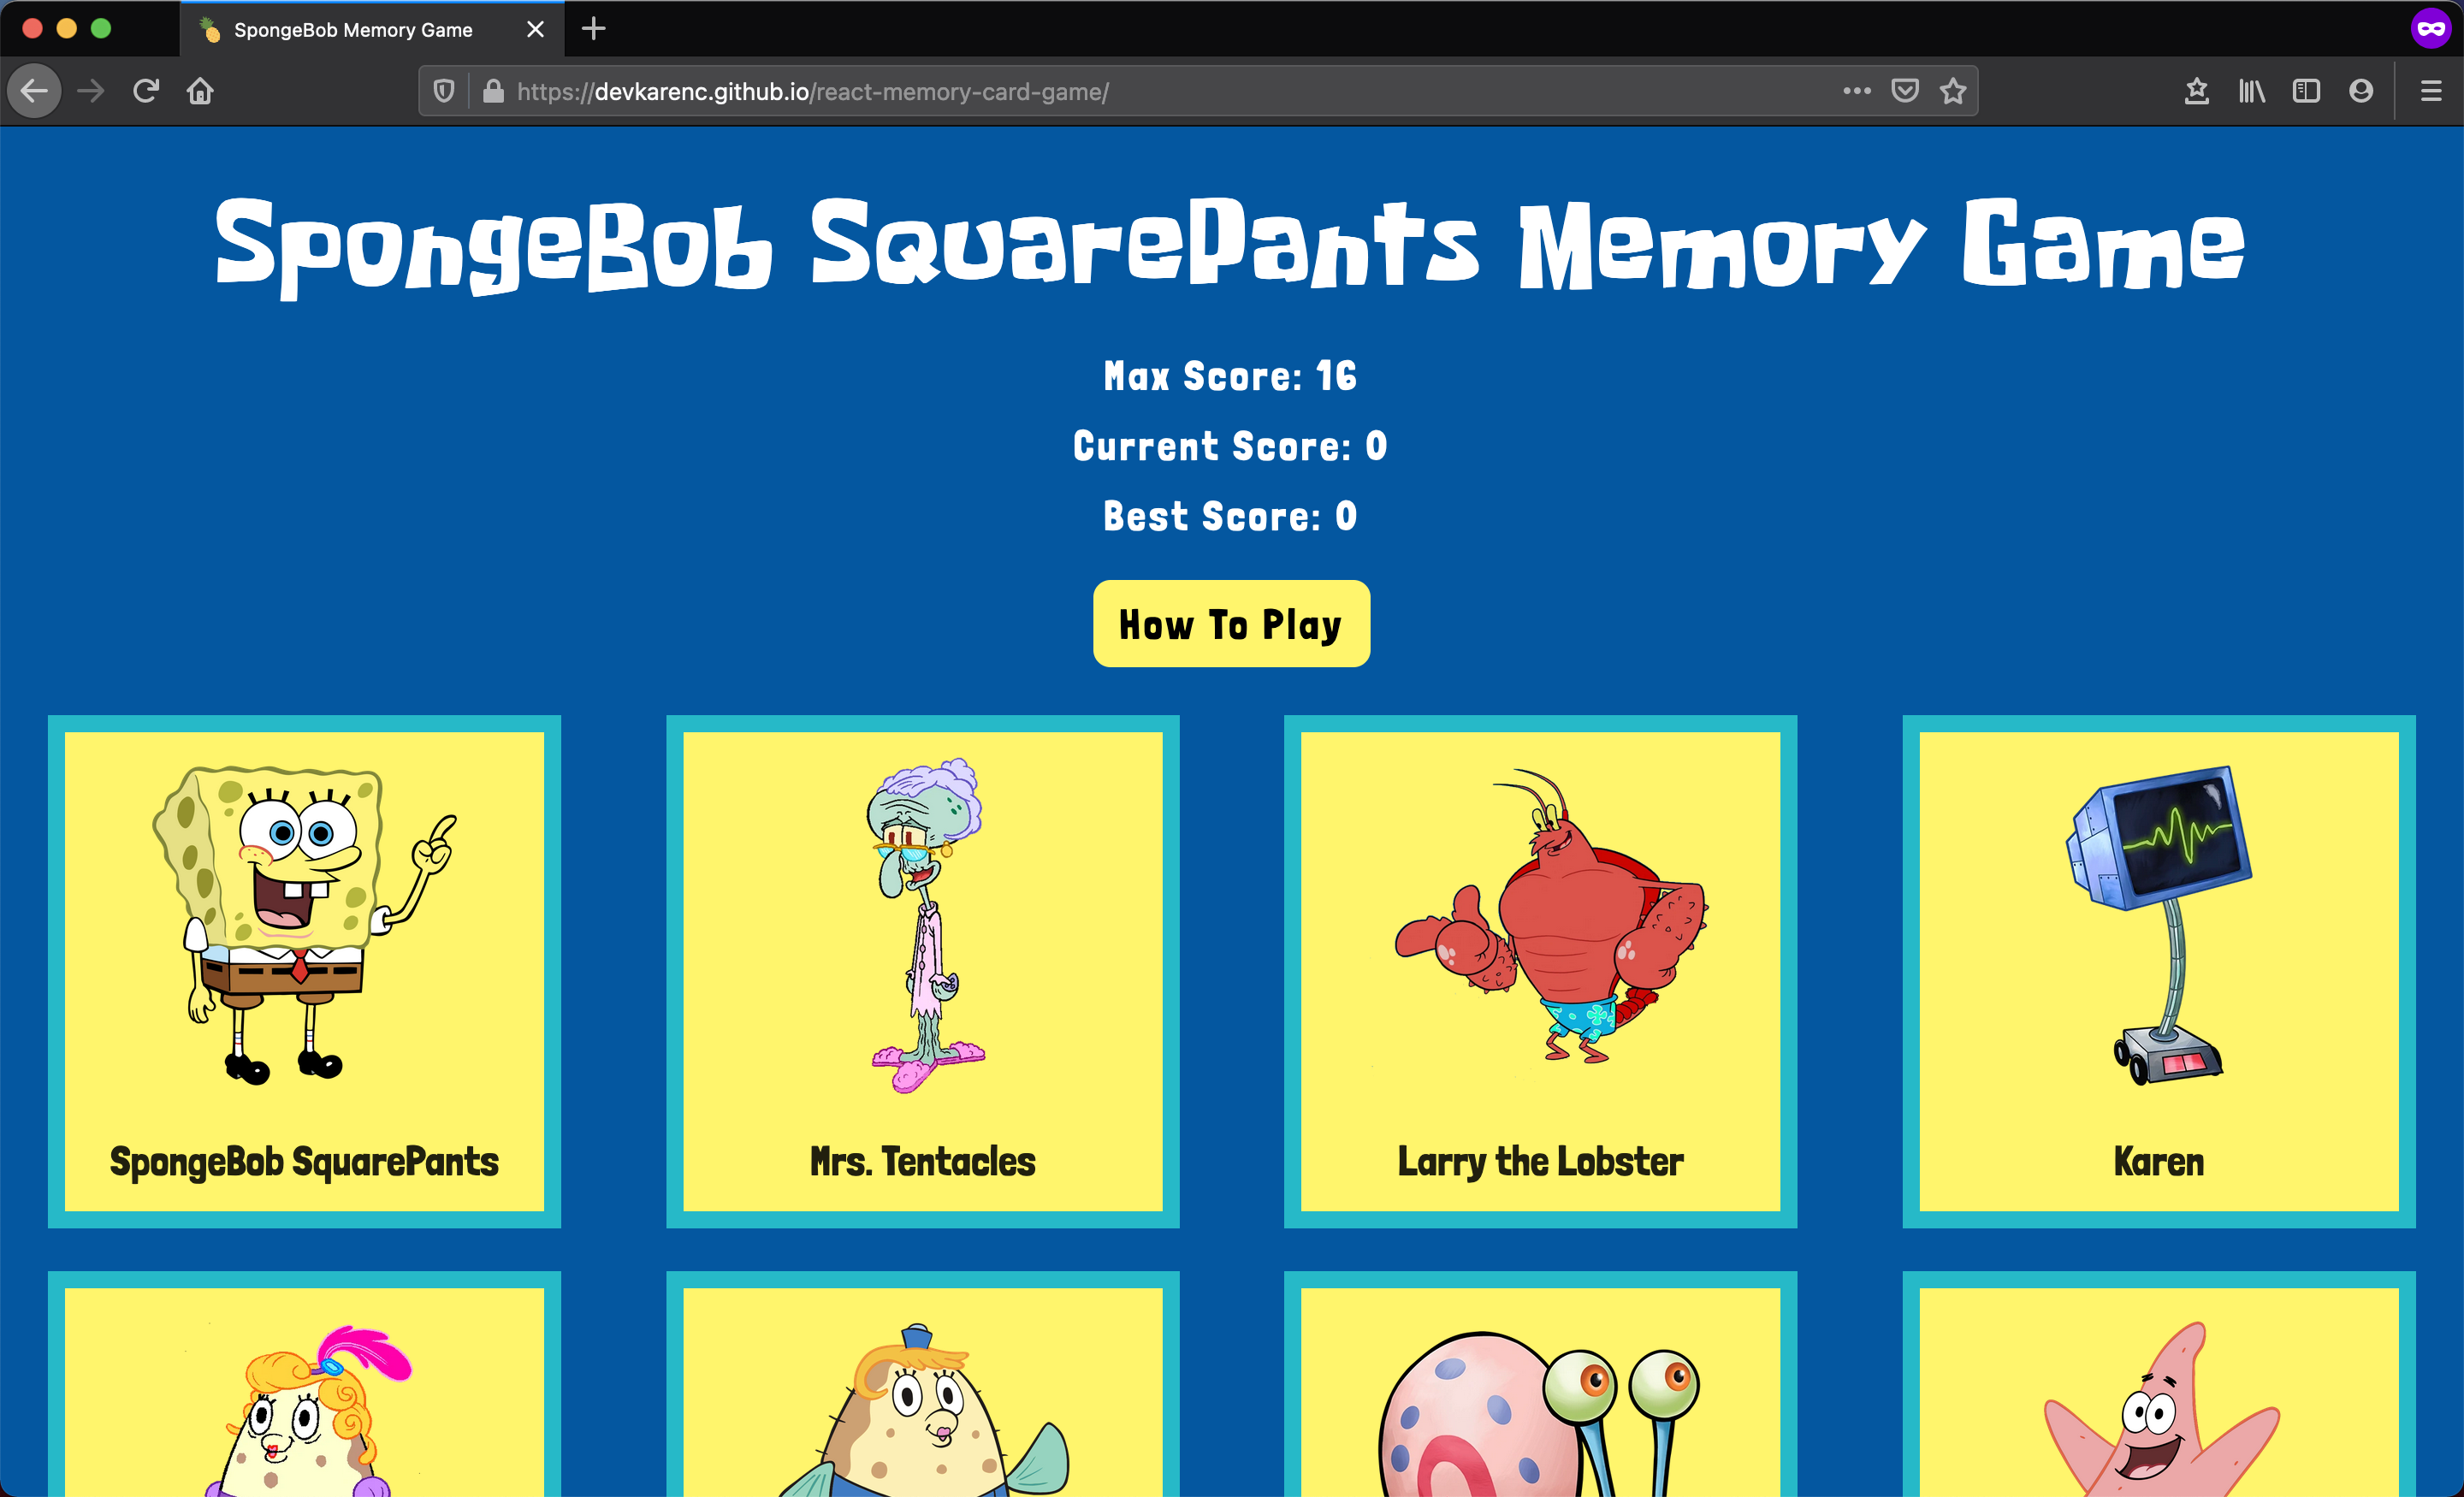 SpongeBob Memory Game
https://devkarenc.github.io/react-memory-card-game/
SpongeBob SquarePants Memory Game
Max Score: 16
Current Score: 0
Best Score: 0
How To Play
SpongeBob SquarePants
Mrs. Tentacles
Larry the Lobster
Karen